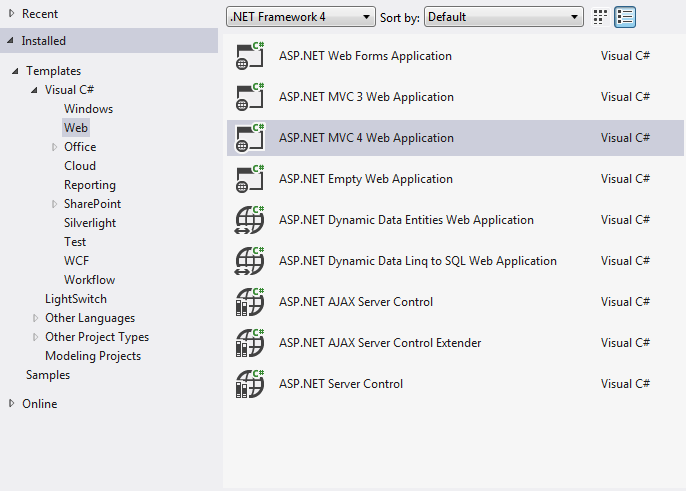 Recent
Installed
Templates
Visual C#
Windows
Web
Office
Cloud
Reporting
SharePoint
Silverlight
Test
WCF
Workflow
LightSwitch
Other Languages
Other Project Types
Modeling Projects
Samples
Online
.NET Framework 4 Sort by: Default
C# ASP.NET Web Forms Application Visual C#
C# ASP.NET MVC 3 Web Application Visual C#
C# ASP.NET MVC 4 Web Application Visual C#
C# ASP.NET Empty Web Application Visual C#
C# ASP.NET Dynamic Data Entities Web Application Visual C#
C# ASP.NET Dynamic Data Linq to SQL Web Application Visual C#
C# ASP.NET AJAX Server Control Visual C#
C# ASP.NET AJAX Server Control Extender Visual C#
C# ASP.NET Server Control Visual C#